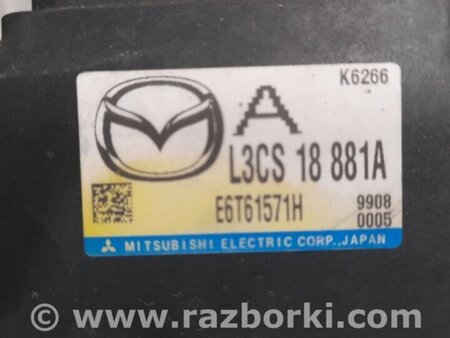 K6266
A
L3CS 18 881A
E6T61571H
9908
0005
MITSUBISHI ELECTRIC CORP., JAPAN
© www.razborki.com